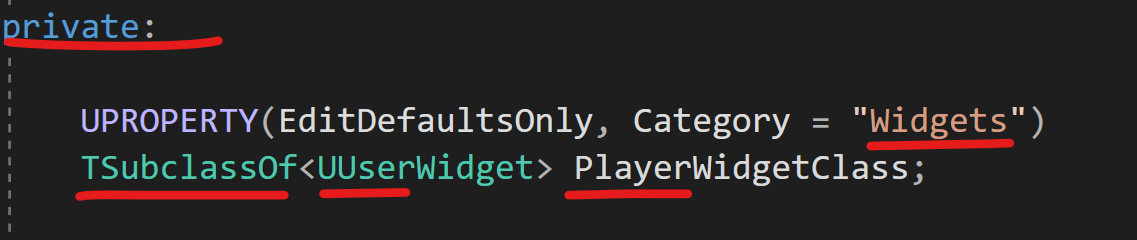 private:
UPROPERTY(EditDefaultsOnly, Category = "Widgets")
TSubclassOf<UUserWidget> PlayerWidgetClass;